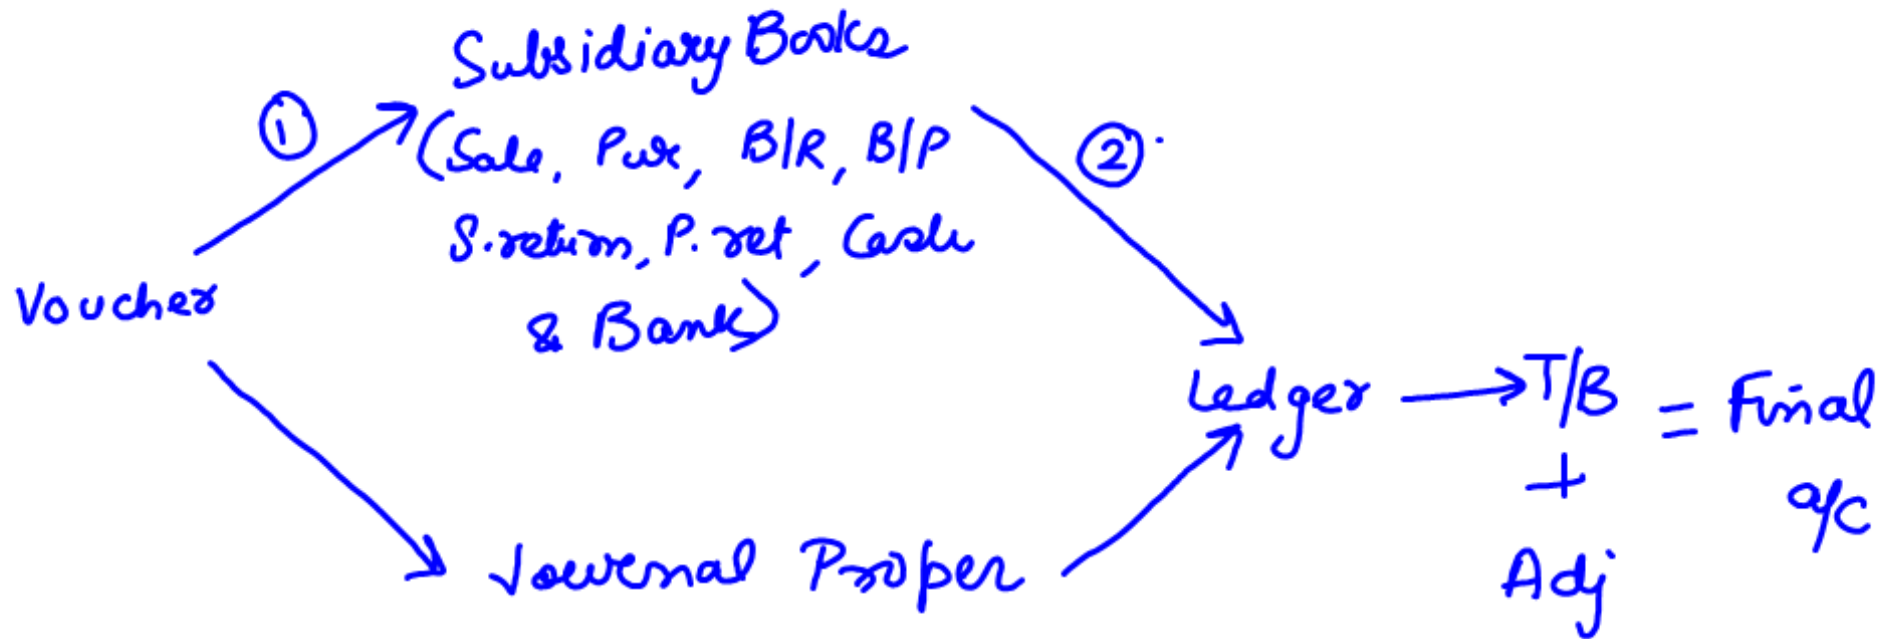 Subsidiary Books
①
(Sale, Pur, B/R, B/P
②
S.return, P. ret, Cash
& Bank)
Voucher
Ledger → T/B = Final
+
a/c
Journal Proper
Adj